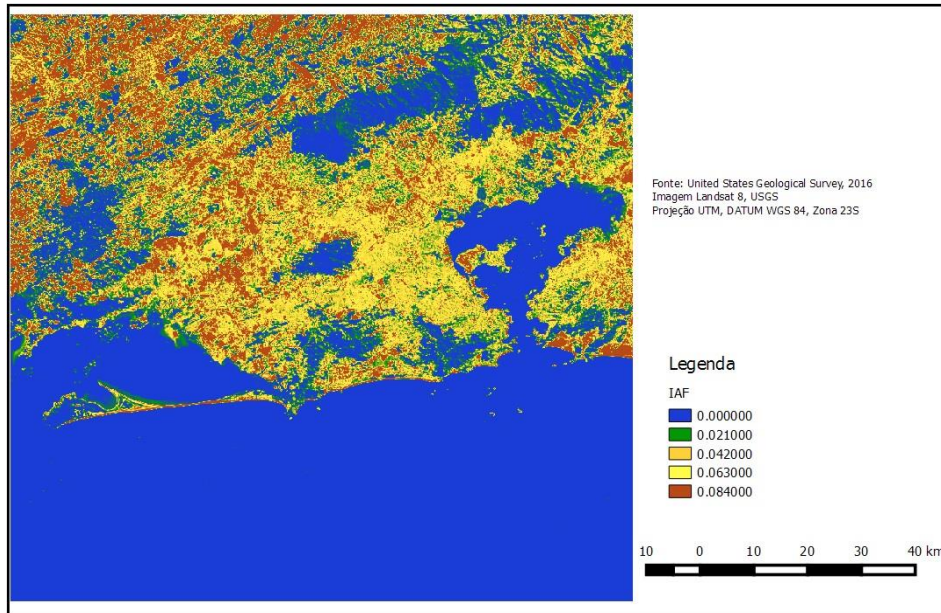 Fonte: United States Geological Survey, 2016
Imagem Landsat 8, USGS
Projeção UTM, DATUM WGS 84, Zona 23S
Legenda
IAF
0.000000
0.021000
0.042000
0.063000
0.084000
10 0 10 20 30 40 km